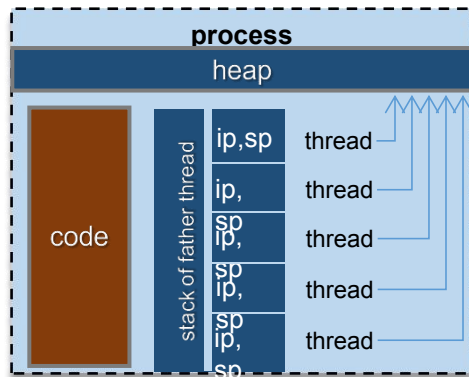 process
heap
code
stack of father thread
ip,sp
thread
ip,
sp
thread
ip,
sp
thread
ip,
sp
thread
ip,
sp
thread